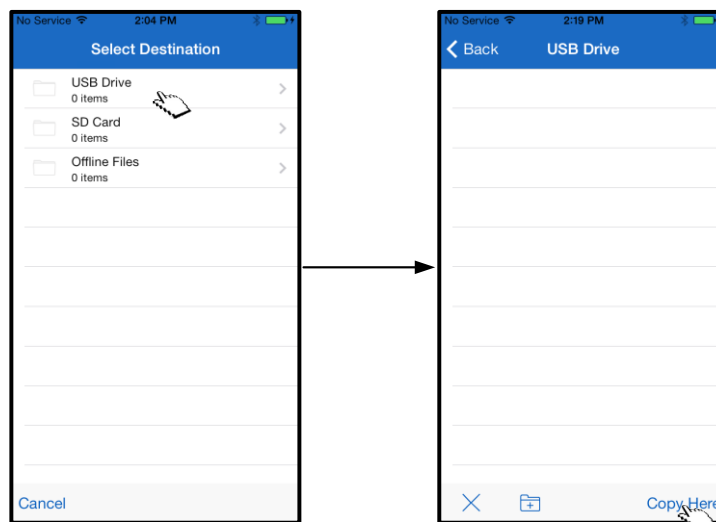 No Service 2:04 PM
Select Destination
USB Drive
0 items
SD Card
0 items
Offline Files
0 items
Cancel
No Service 2:19 PM
Back USB Drive
Copy Here